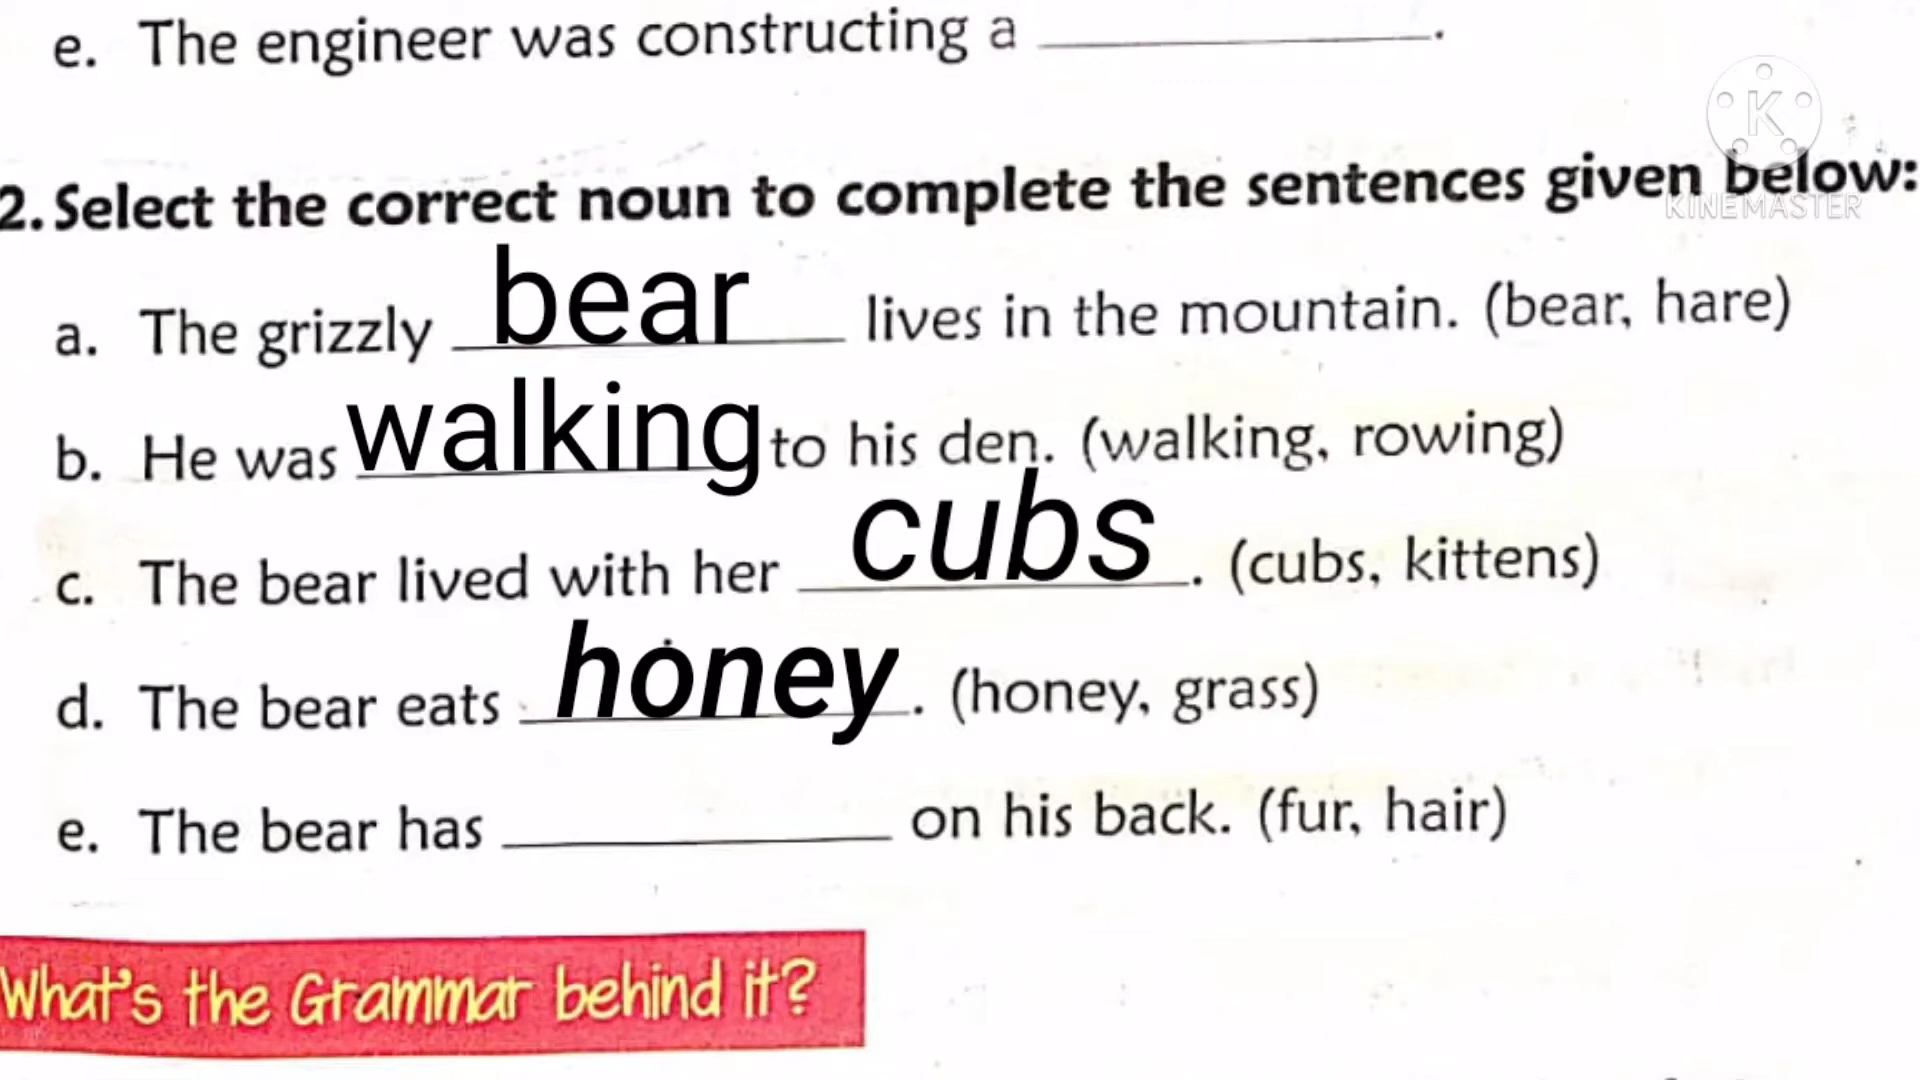 e. The engineer was constructing a ____________.
K
KINEMASTER
2. Select the correct noun to complete the sentences given below:
a. The grizzly bear lives in the mountain. (bear, hare)
b. He was walking to his den. (walking, rowing)
c. The bear lived with her cubs. (cubs, kittens)
d. The bear eats honey. (honey, grass)
e. The bear has ____________ on his back. (fur, hair)
What's the Grammar behind it?